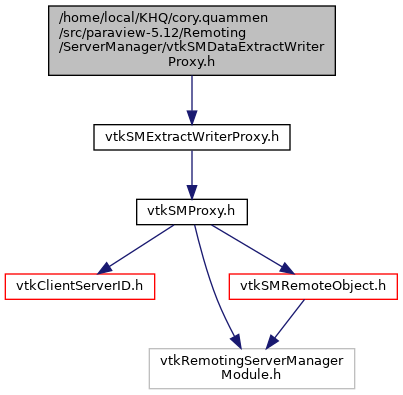 /home/local/KHQ/cory.quammen
/src/paraview-5.12/Remoting
/ServerManager/vtkSMDataExtractWriter
Proxy.h
vtkSMExtractWriterProxy.h
vtkSMProxy.h
vtkClientServerID.h
vtkSMRemoteObject.h
vtkRemotingServerManager
Module.h